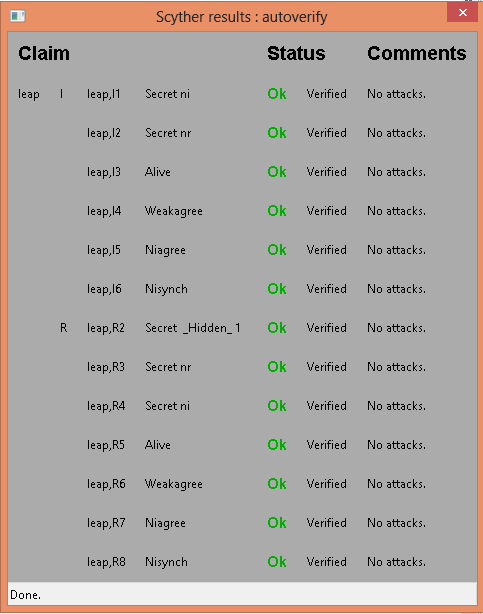 Scyther results : autoverify
Claim Status Comments
leap I leap,I1 Secret ni Ok Verified No attacks.
leap,I2 Secret nr Ok Verified No attacks.
leap,I3 Alive Ok Verified No attacks.
leap,I4 Weakagree Ok Verified No attacks.
leap,I5 Niagree Ok Verified No attacks.
leap,I6 Nisynch Ok Verified No attacks.
R leap,R2 Secret _Hidden_ 1 Ok Verified No attacks.
leap,R3 Secret nr Ok Verified No attacks.
leap,R4 Secret ni Ok Verified No attacks.
leap,R5 Alive Ok Verified No attacks.
leap,R6 Weakagree Ok Verified No attacks.
leap,R7 Niagree Ok Verified No attacks.
leap,R8 Nisynch Ok Verified No attacks.
Done.